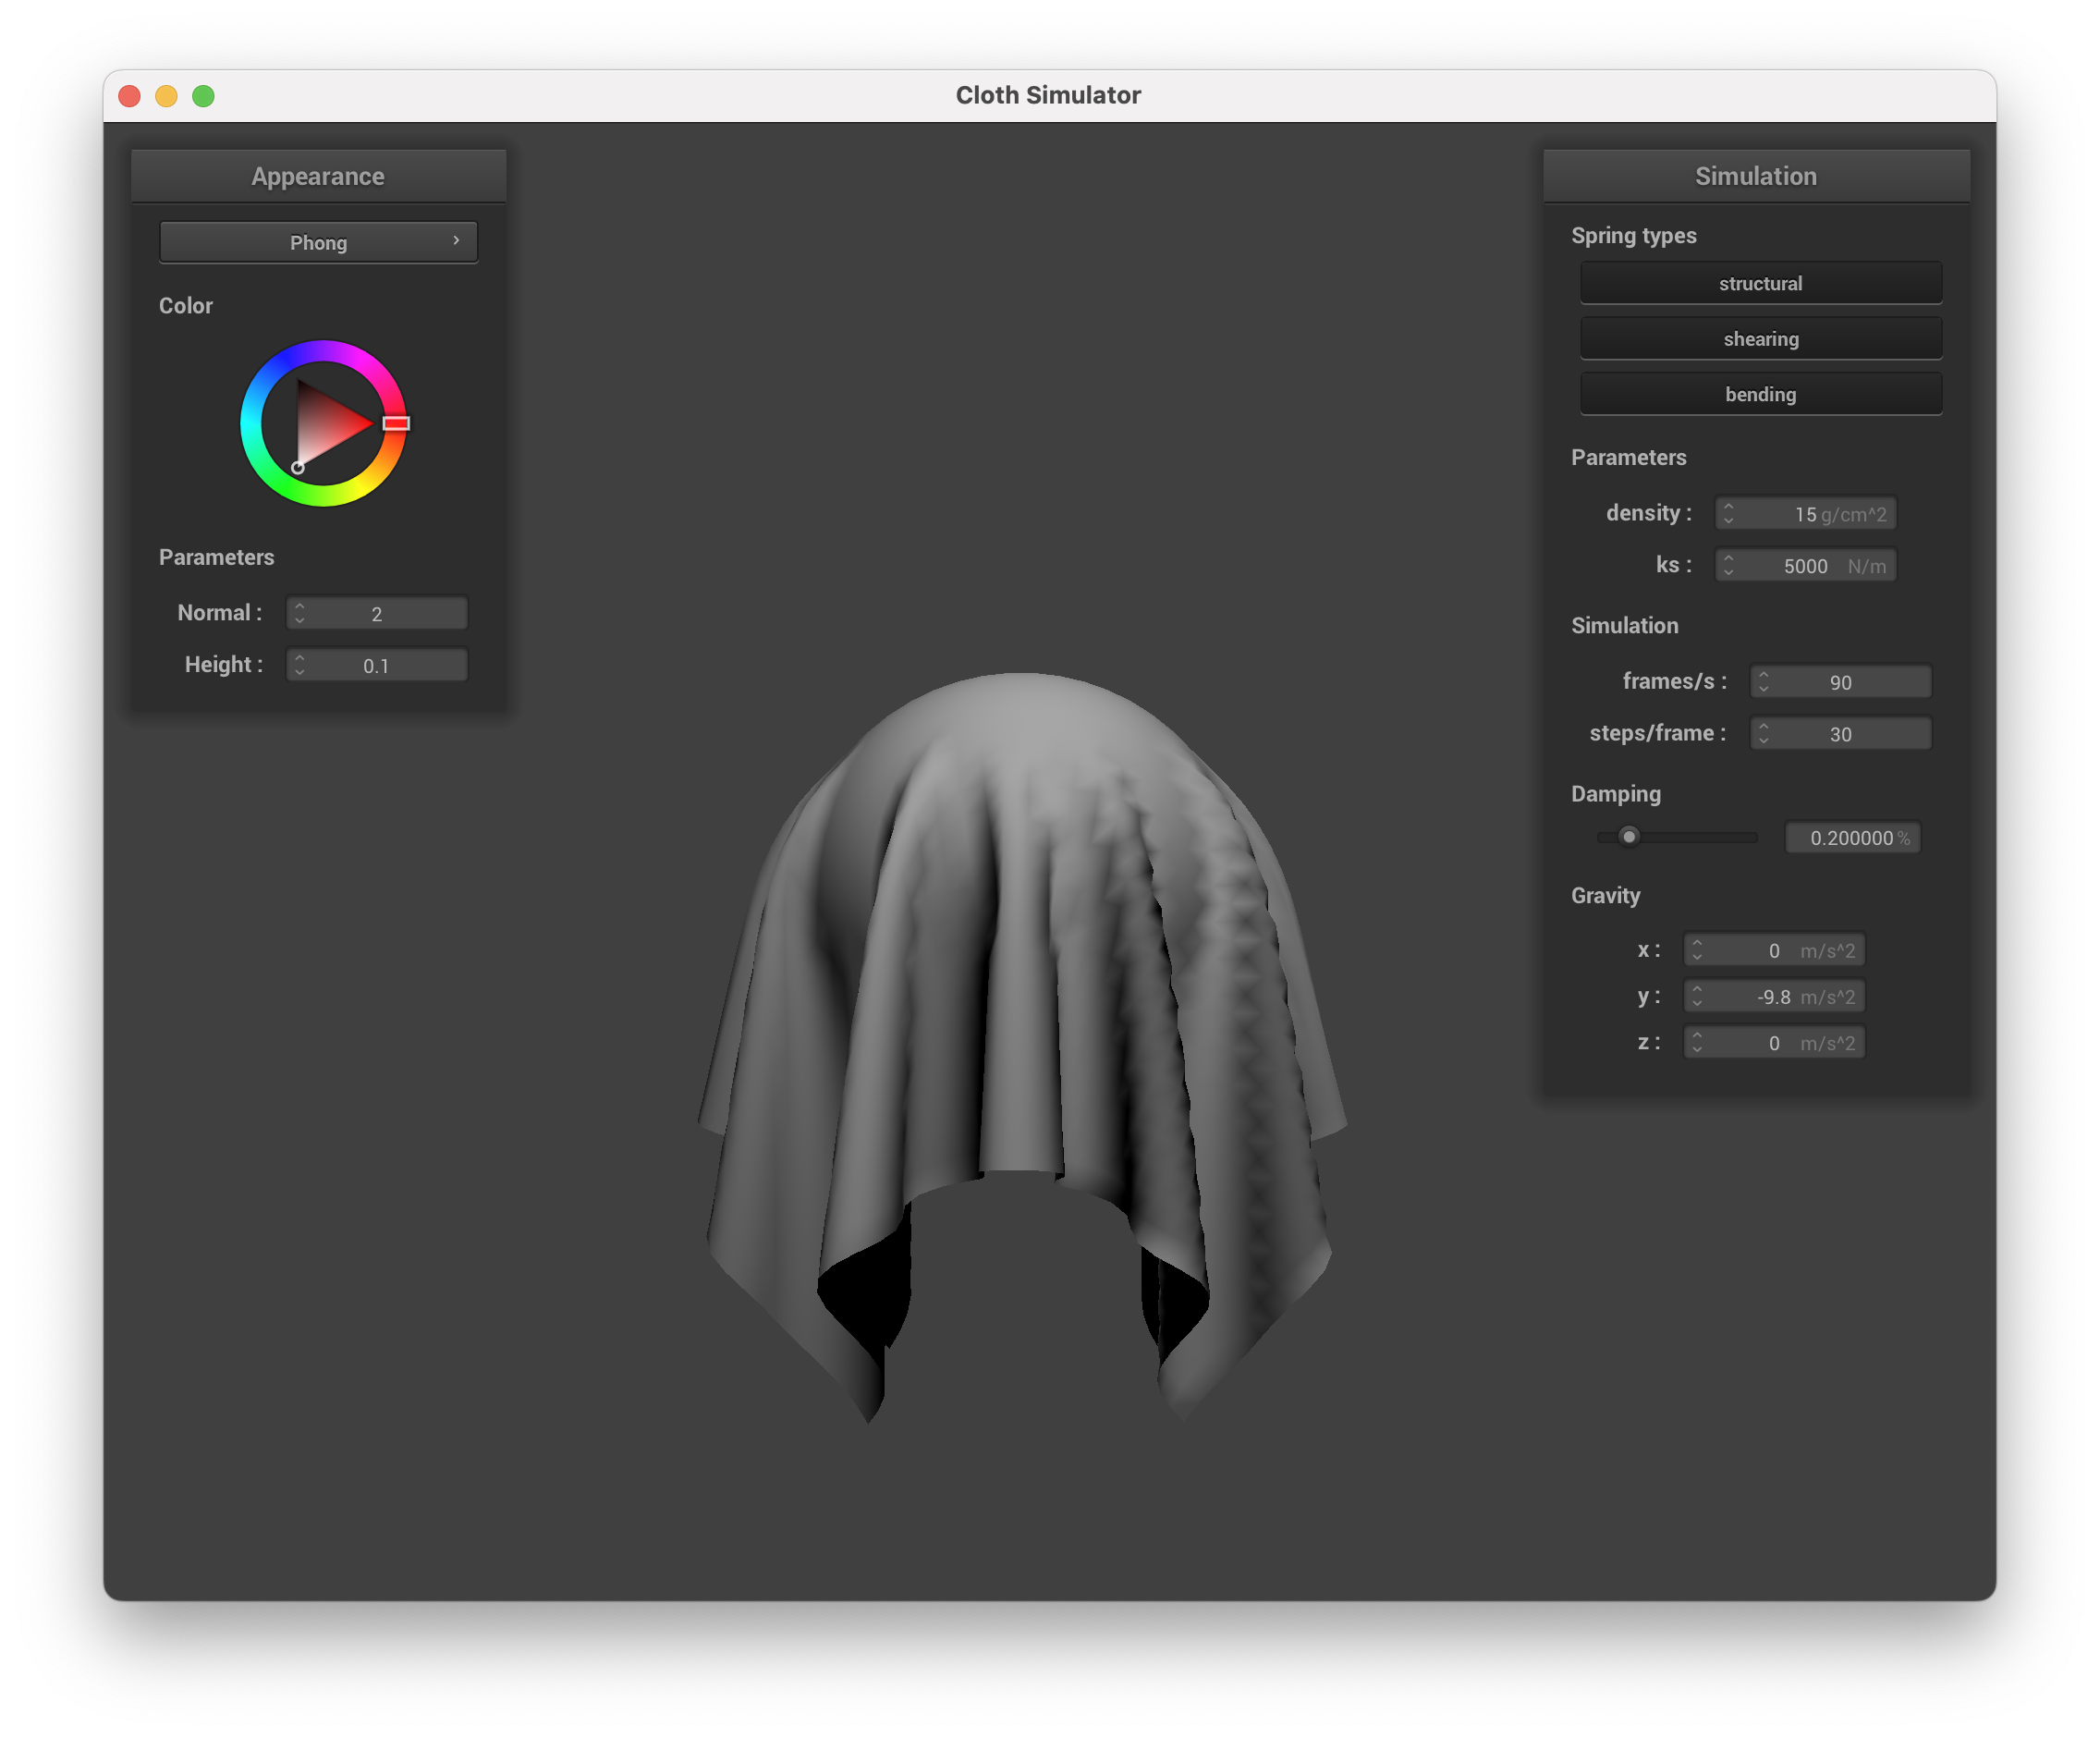 Cloth Simulator
Appearance
Phong
Color
Parameters
Normal : 2
Height : 0.1
Simulation
Spring types
structural
shearing
bending
Parameters
density : 15 g/cm^2
ks : 5000 N/m
Simulation
frames/s : 90
steps/frame : 30
Damping
0.200000 %
Gravity
x : 0 m/s^2
y : -9.8 m/s^2
z : 0 m/s^2